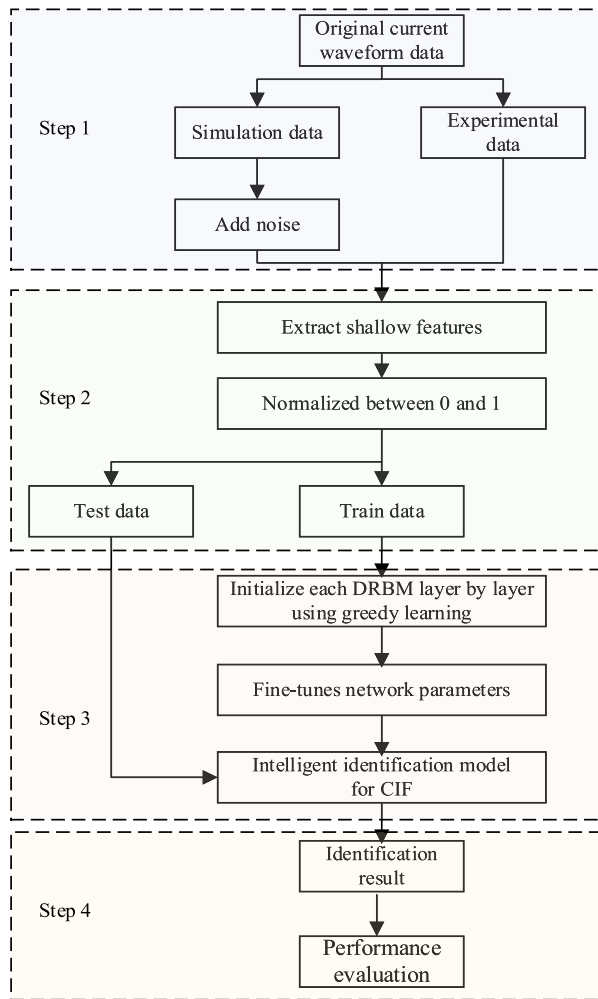 Original current
waveform data
Step 1
Simulation data
Experimental
data
Add noise
Extract shallow features
Step 2
Normalized between 0 and 1
Test data
Train data
Initialize each DRBM layer by layer
using greedy learning
Fine-tunes network parameters
Step 3
Intelligent identification model
for CIF
Identification
result
Step 4
Performance
evaluation